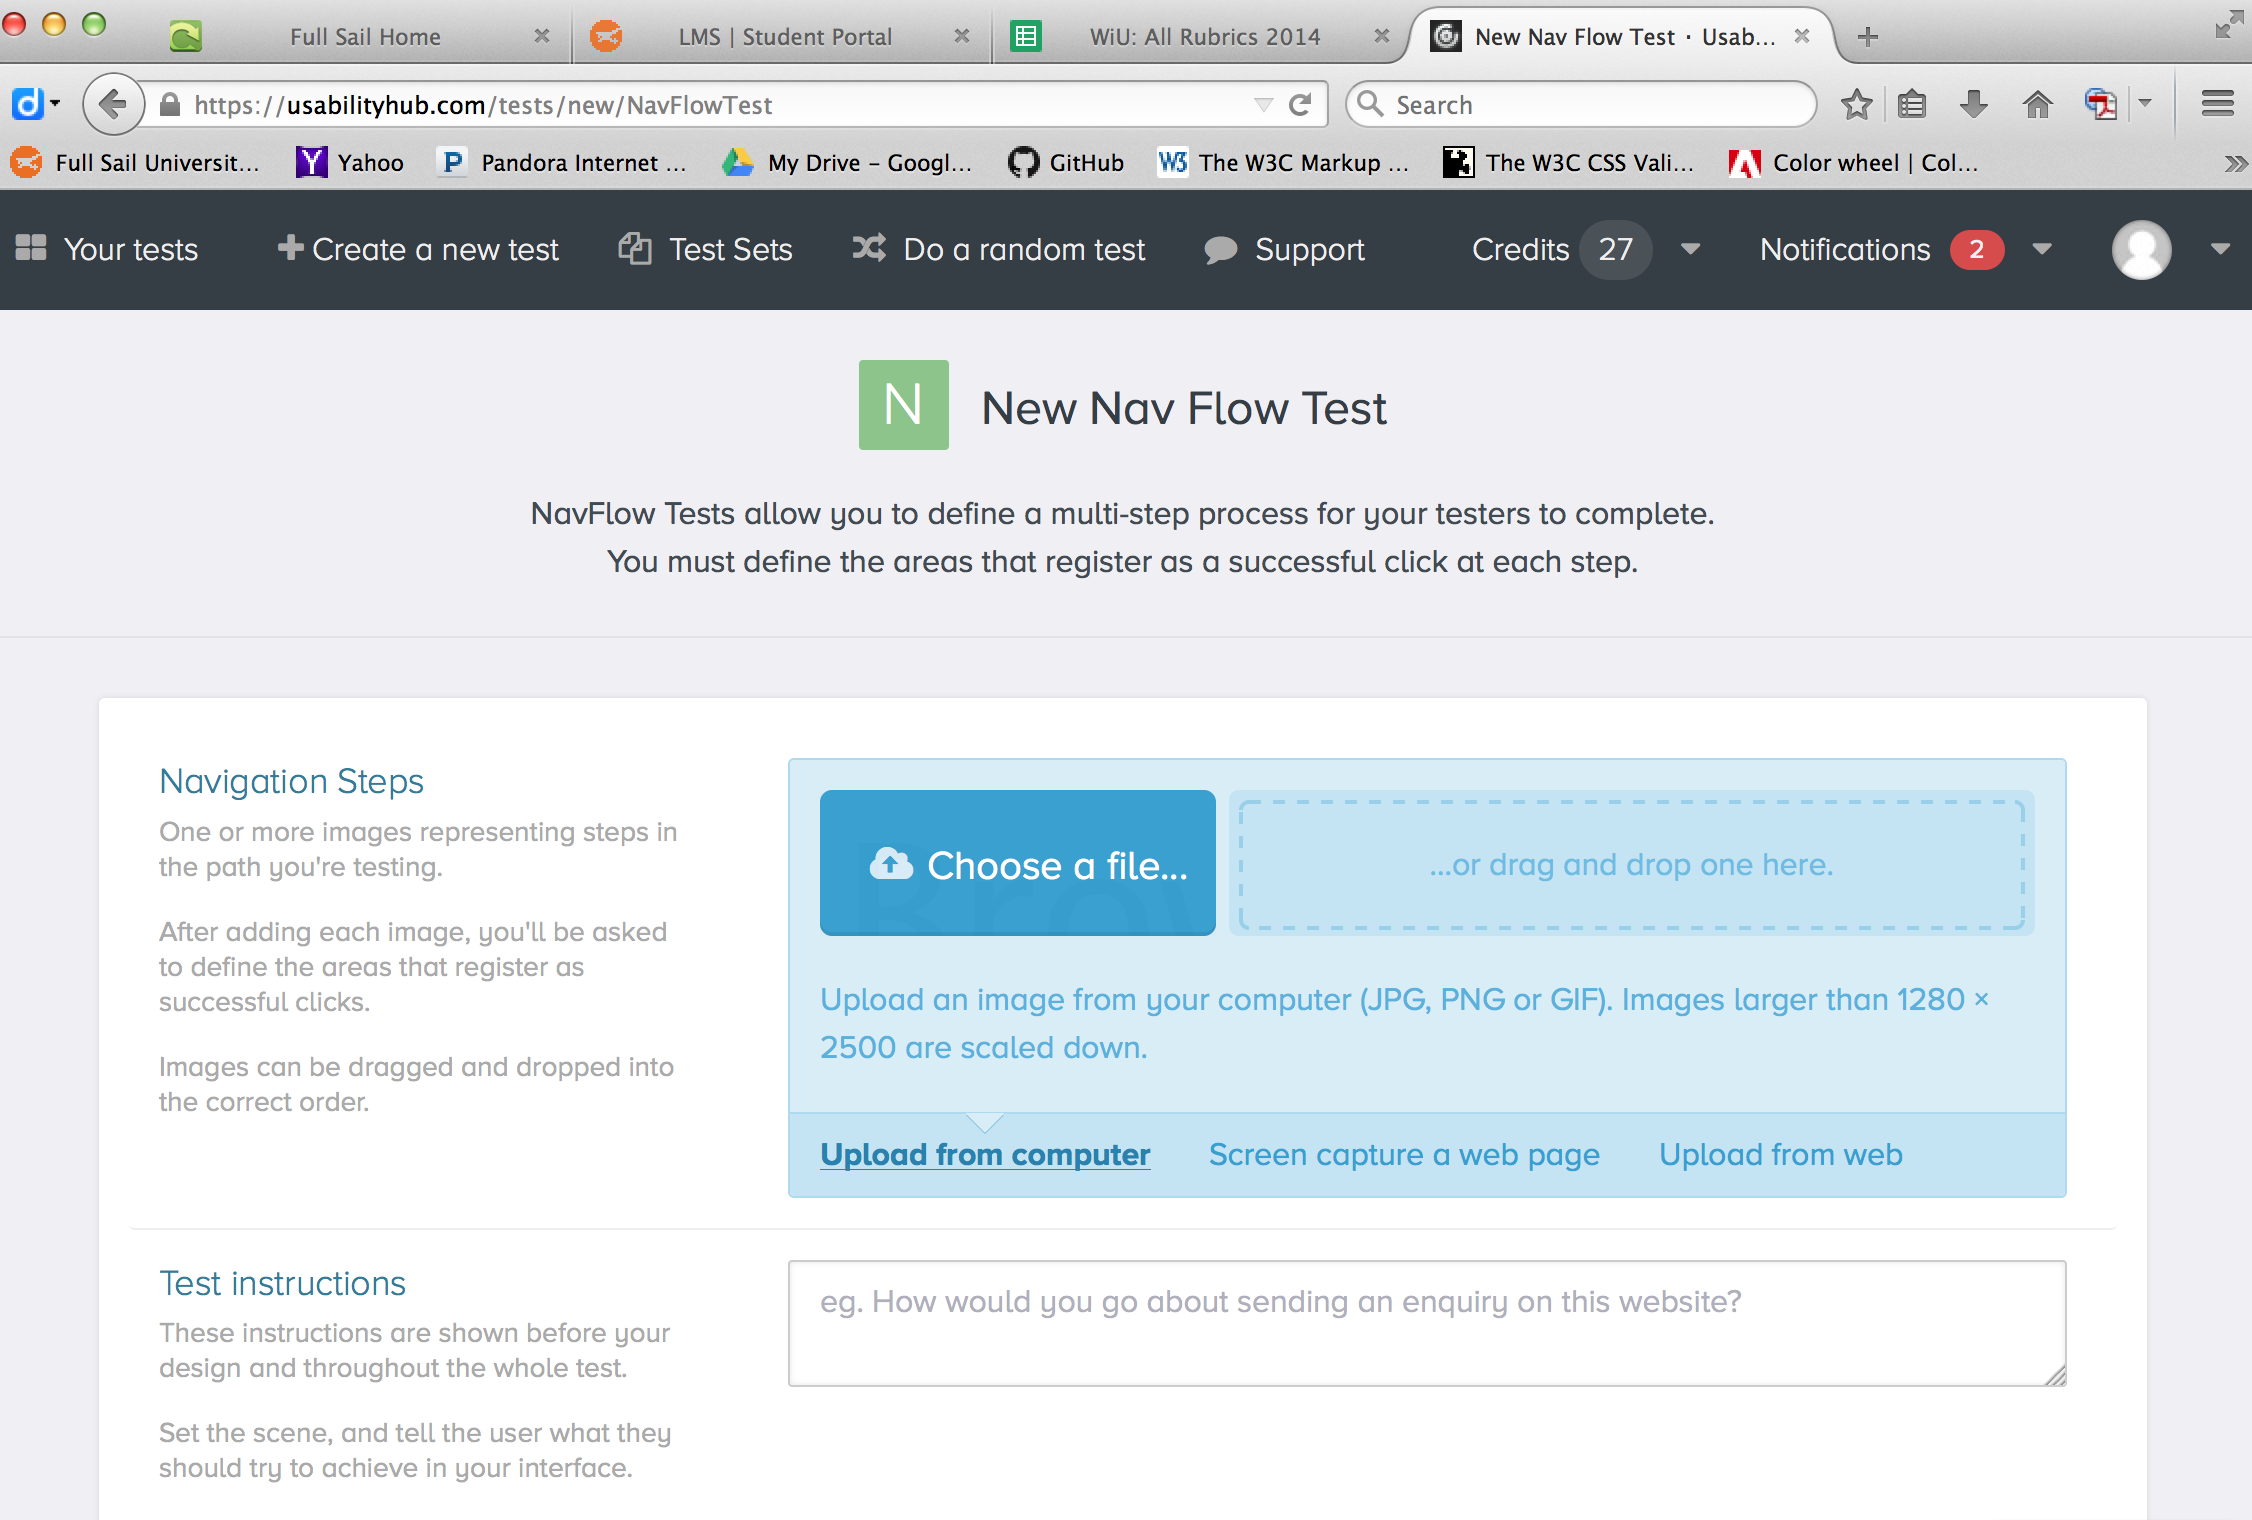 Full Sail Home
LMS | Student Portal
WiU: All Rubrics 2014
New Nav Flow Test · Usab...
https://usabilityhub.com/tests/new/NavFlowTest
Search
Full Sail Universit...
Yahoo
Pandora Internet ...
My Drive – Googl...
GitHub
The W3C Markup ...
The W3C CSS Vali...
Color wheel | Col...
Your tests
Create a new test
Test Sets
Do a random test
Support
Credits 27
Notifications 2
N
New Nav Flow Test
NavFlow Tests allow you to define a multi-step process for your testers to complete.
You must define the areas that register as a successful click at each step.
Navigation Steps
One or more images representing steps in
the path you're testing.
After adding each image, you'll be asked
to define the areas that register as
successful clicks.
Images can be dragged and dropped into
the correct order.
Choose a file...
...or drag and drop one here.
Upload an image from your computer (JPG, PNG or GIF). Images larger than 1280 ×
2500 are scaled down.
Upload from computer
Screen capture a web page
Upload from web
Test instructions
These instructions are shown before your
design and throughout the whole test.
Set the scene, and tell the user what they
should try to achieve in your interface.
eg. How would you go about sending an enquiry on this website?